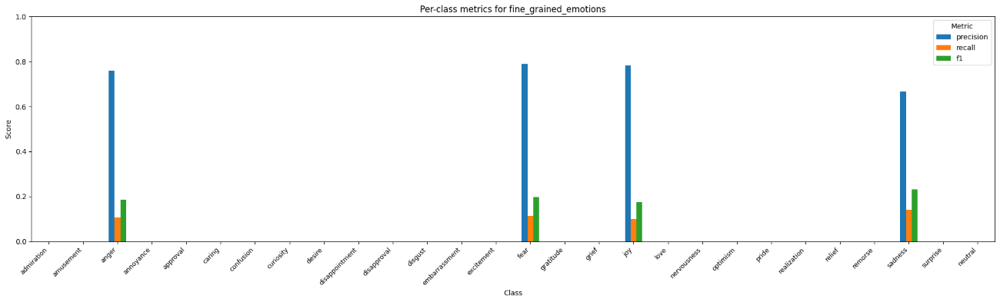 Per-class metrics for fine_grained_emotions
Metric
precision
recall
f1
Score
1.0
0.8
0.6
0.4
0.2
0.0
admiration
amusement
anger
annoyance
approval
caring
confusion
curiosity
desire
disappointment
disapproval
disgust
embarrassment
excitement
fear
gratitude
grief
joy
love
nervousness
optimism
pride
realization
relief
remorse
sadness
surprise
neutral
Class